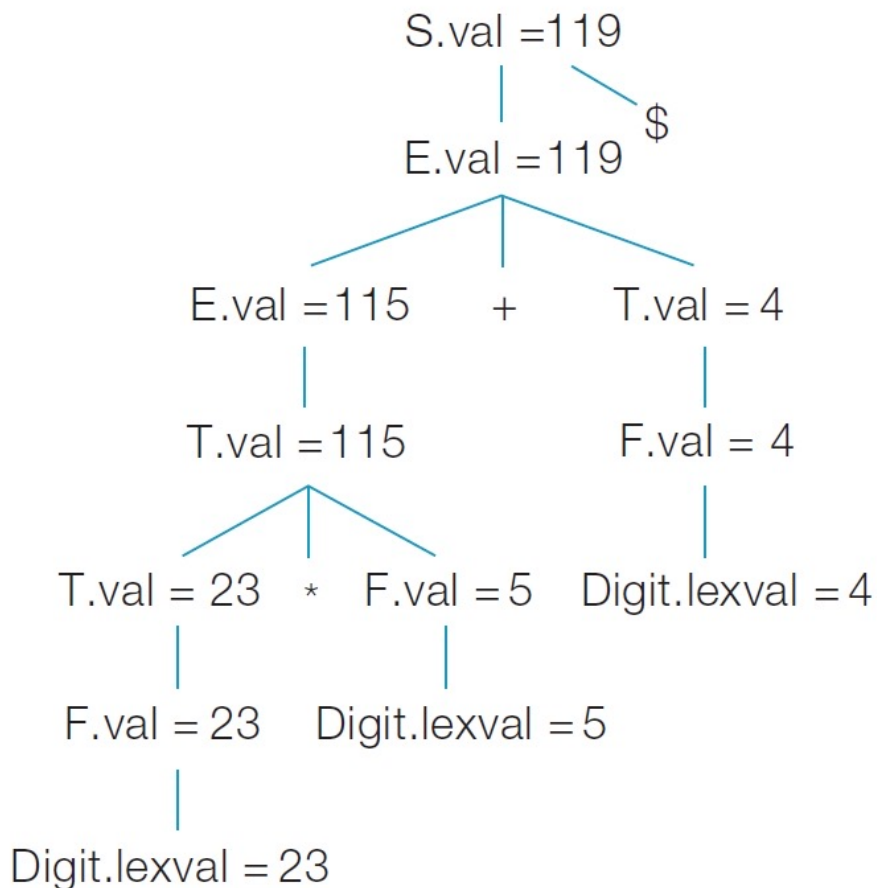 S.val =119
$
E.val =119
E.val =115 + T.val = 4
T.val =115 F.val = 4
T.val = 23 * F.val =5 Digit.lexval =4
F.val = 23 Digit.lexval =5
Digit.lexval =23